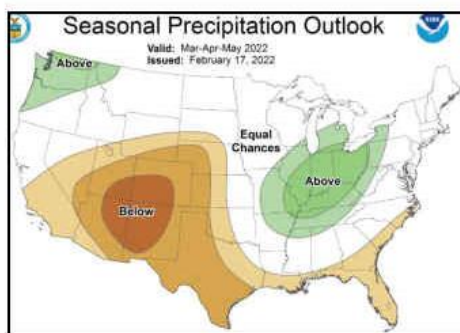 Seasonal Precipitation Outlook
Valid: Mar-Apr-May 2022
Issued: February 17, 2022
Above
Equal
Chances
Above
Below